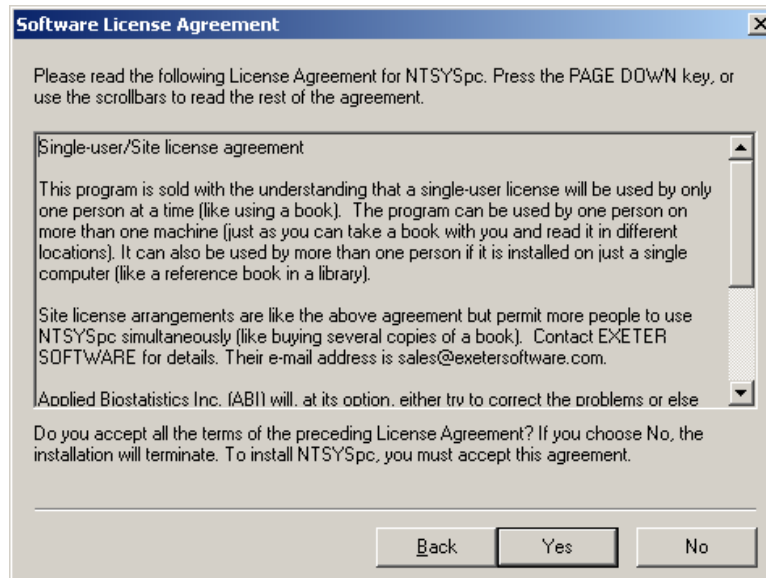 Software License Agreement
Please read the following License Agreement for NTSYSpc. Press the PAGE DOWN key, or
use the scrollbars to read the rest of the agreement.
Single-user/Site license agreement
This program is sold with the understanding that a single-user license will be used by only
one person at a time (like using a book).  The program can be used by one person on
more than one machine (just as you can take a book with you and read it in different
locations). It can also be used by more than one person if it is installed on just a single
computer (like a reference book in a library).
Site license arrangements are like the above agreement but permit more people to use
NTSYSpc simultaneously (like buying several copies of a book).  Contact EXETER
SOFTWARE for details. Their e-mail address is sales@exetersoftware.com.
Applied Biostatistics Inc. (ABI) will, at its option, either try to correct the problems or else
Do you accept all the terms of the preceding License Agreement? If you choose No, the
installation will terminate. To install NTSYSpc, you must accept this agreement.
Back
Yes
No